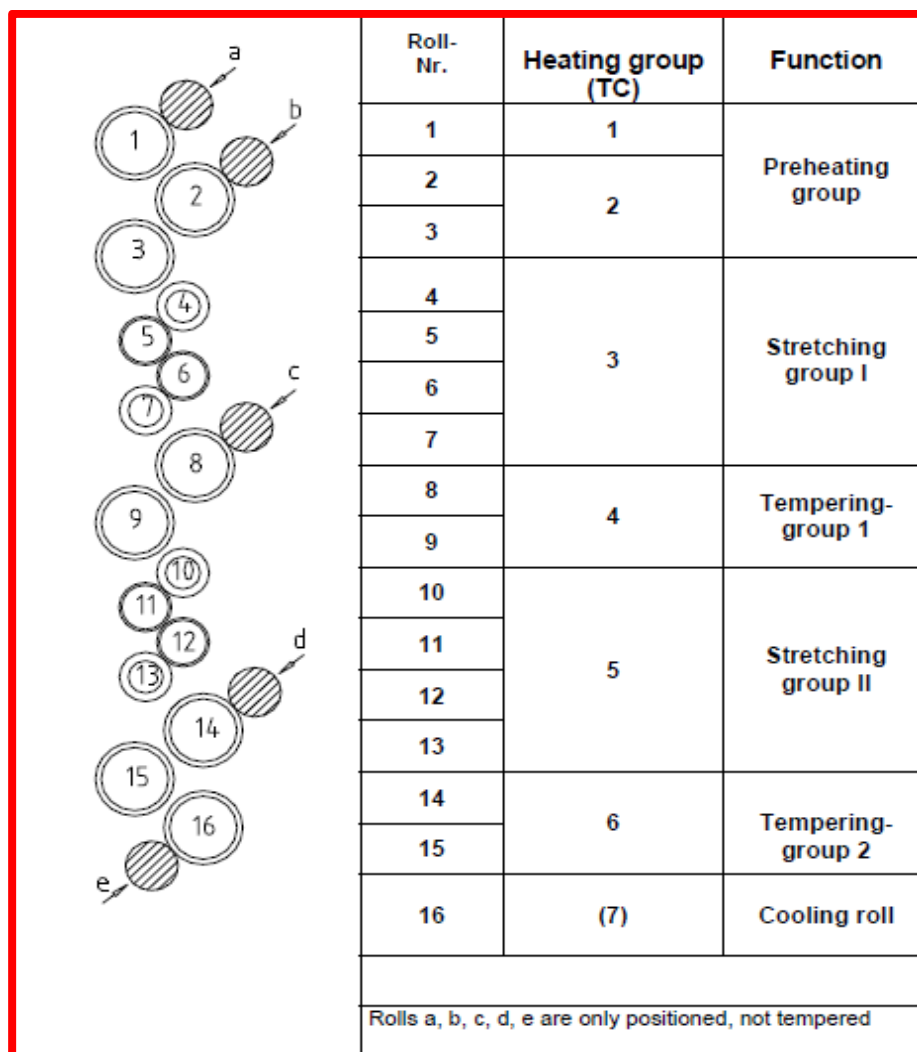 a
b
1
2
3
4
5
6
7
c
8
9
10
11
12
13
d
14
15
16
e
Roll-
Nr.
Heating group
(TC)
Function
1
1
Preheating
group
2
2
3
4
3
Stretching
group I
5
6
7
8
4
Tempering-
group 1
9
10
5
Stretching
group II
11
12
13
14
6
Tempering-
group 2
15
16
(7)
Cooling roll
Rolls a, b, c, d, e are only positioned, not tempered